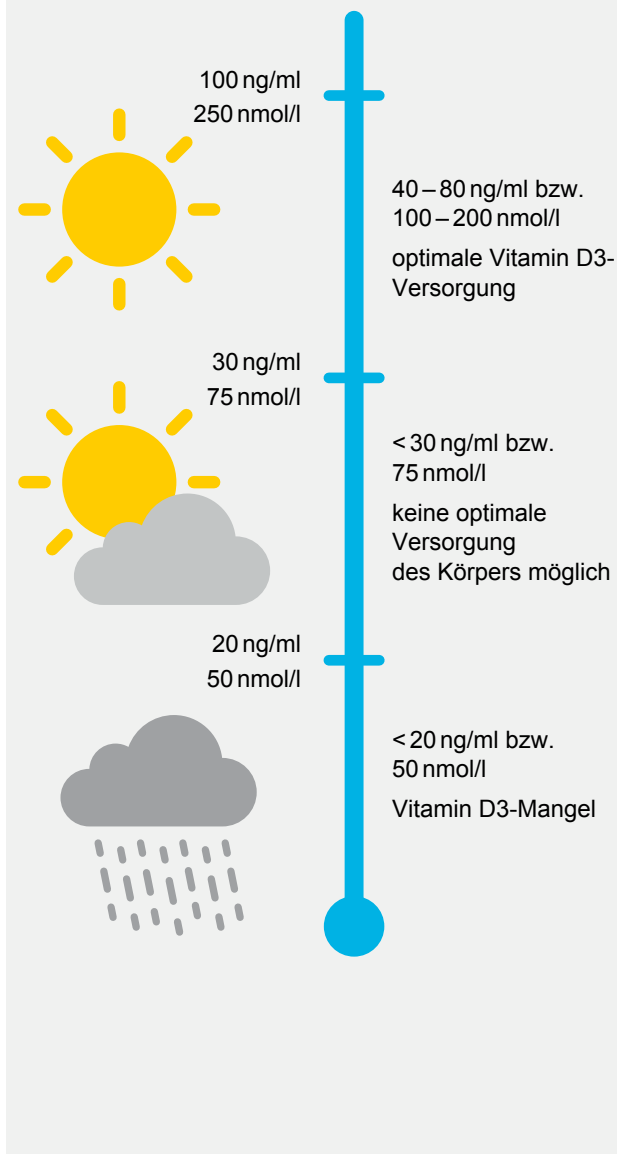 100 ng/ml
250 nmol/l
40 – 80 ng/ml bzw.
100 – 200 nmol/l
optimale Vitamin D3-
Versorgung
30 ng/ml
75 nmol/l
< 30 ng/ml bzw.
75 nmol/l
keine optimale
Versorgung
des Körpers möglich
20 ng/ml
50 nmol/l
< 20 ng/ml bzw.
50 nmol/l
Vitamin D3-Mangel